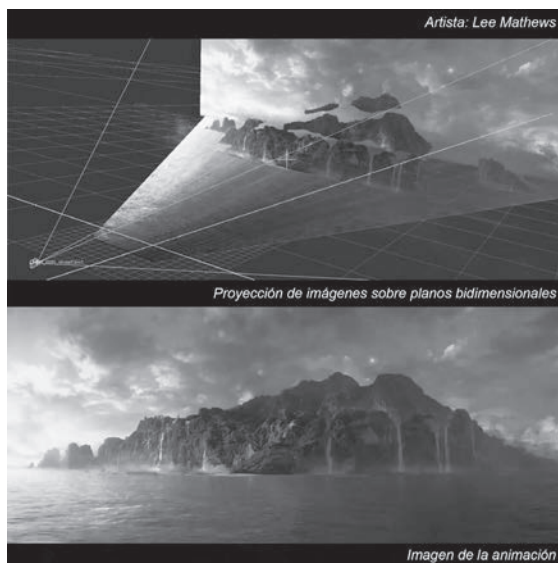 Artista: Lee Mathews
Proyección de imágenes sobre planos bidimensionales
Imagen de la animación